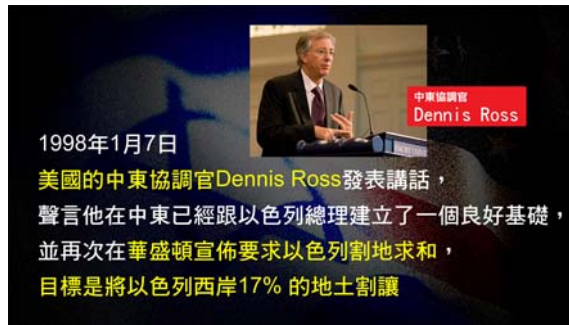 中東協調官
Dennis Ross
1998年1月7日
美國的中東協調官Dennis Ross發表講話，
聲言他在中東已經跟以色列總理建立了一個良好基礎，
並再次在華盛頓宣佈要求以色列割地求和，
目標是將以色列西岸17% 的地土割讓